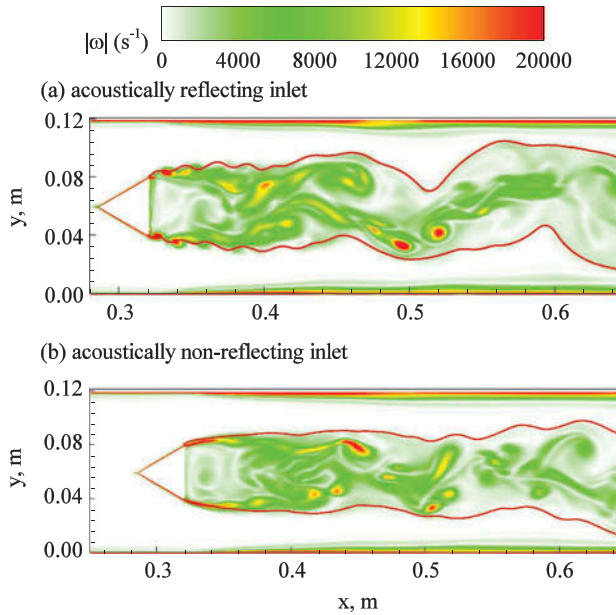 |ω| (s⁻¹)
0 4000 8000 12000 16000 20000
(a) acoustically reflecting inlet
0.12
0.08
0.04
0.00
y, m
0.3 0.4 0.5 0.6
(b) acoustically non-reflecting inlet
0.12
0.08
0.04
0.00
y, m
0.3 0.4 0.5 0.6
x, m